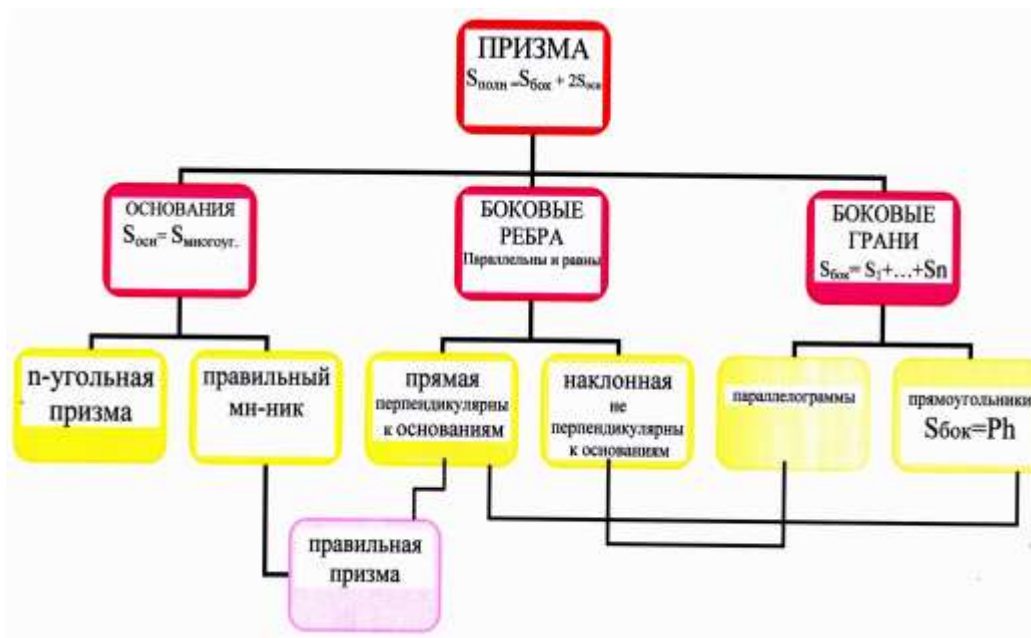 ПРИЗМА
Sполн =Sбок + 2Sосн
ОСНОВАНИЯ
Sосн= Sмногоуг.
БОКОВЫЕ
РЕБРА
Параллельны и равны
БОКОВЫЕ
ГРАНИ
Sбок= S1+…+Sn
n-угольная
призма
правильный
мн-ник
прямая
перпендикулярны
к основаниям
наклонная
не
перпендикулярны
к основаниям
параллелограммы
прямоугольники
Sбок=Ph
правильная
призма